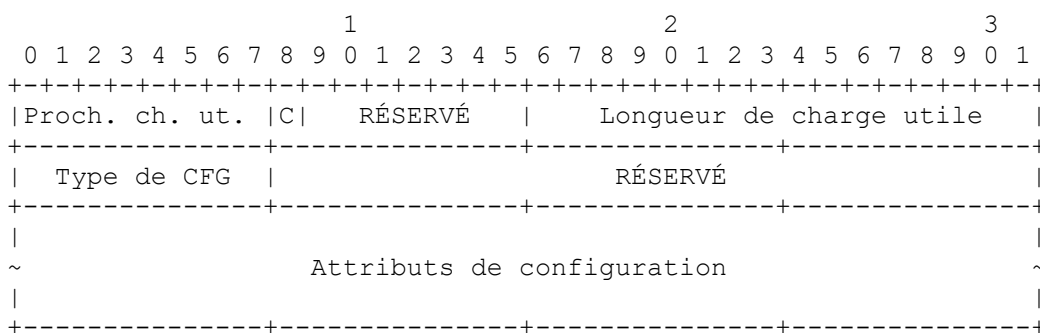 1                   2                   3
 0 1 2 3 4 5 6 7 8 9 0 1 2 3 4 5 6 7 8 9 0 1 2 3 4 5 6 7 8 9 0 1
+-+-+-+-+-+-+-+-+-+-+-+-+-+-+-+-+-+-+-+-+-+-+-+-+-+-+-+-+-+-+-+-+
|Proch. ch. ut. |C|   RÉSERVÉ   |    Longueur de charge utile   |
+---------------+---------------+---------------+---------------+
|  Type de CFG  |                    RÉSERVÉ                    |
+---------------+---------------+---------------+---------------+
|                                                               |
~                  Attributs de configuration                   ~
|                                                               |
+---------------+---------------+---------------+---------------+